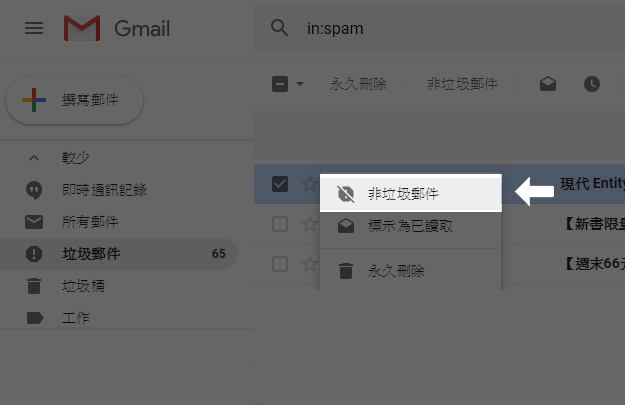 Gmail
in:spam
撰寫郵件
永久刪除
非垃圾郵件
較少
即時通訊記錄
所有郵件
垃圾郵件 65
垃圾桶
工作
現代 Entity
非垃圾郵件
標示為已讀取
【新書限量
永久刪除
【週末66元